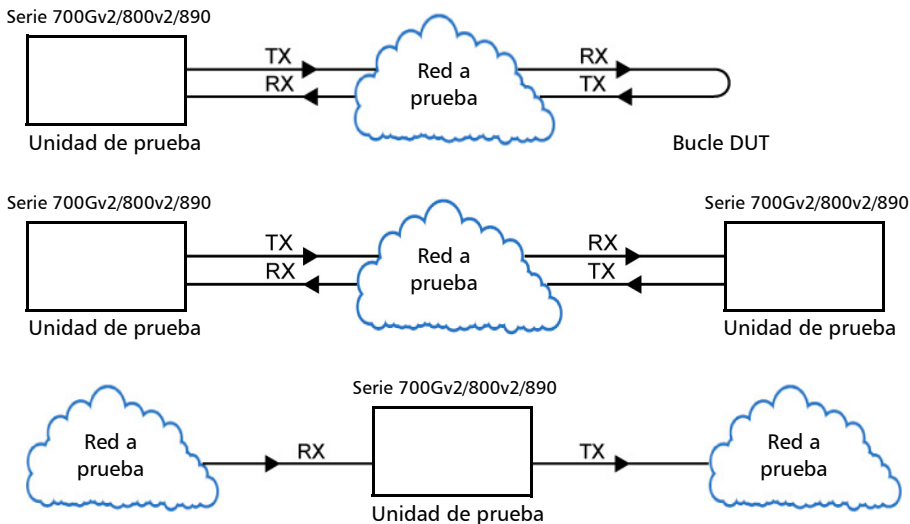 Serie 700Gv2/800v2/890
TX
RX
Red a
prueba
RX
TX
Unidad de prueba
Bucle DUT
Serie 700Gv2/800v2/890
Serie 700Gv2/800v2/890
TX
RX
Red a
prueba
RX
TX
Unidad de prueba
Unidad de prueba
Serie 700Gv2/800v2/890
Red a
prueba
RX
TX
Red a
prueba
Unidad de prueba